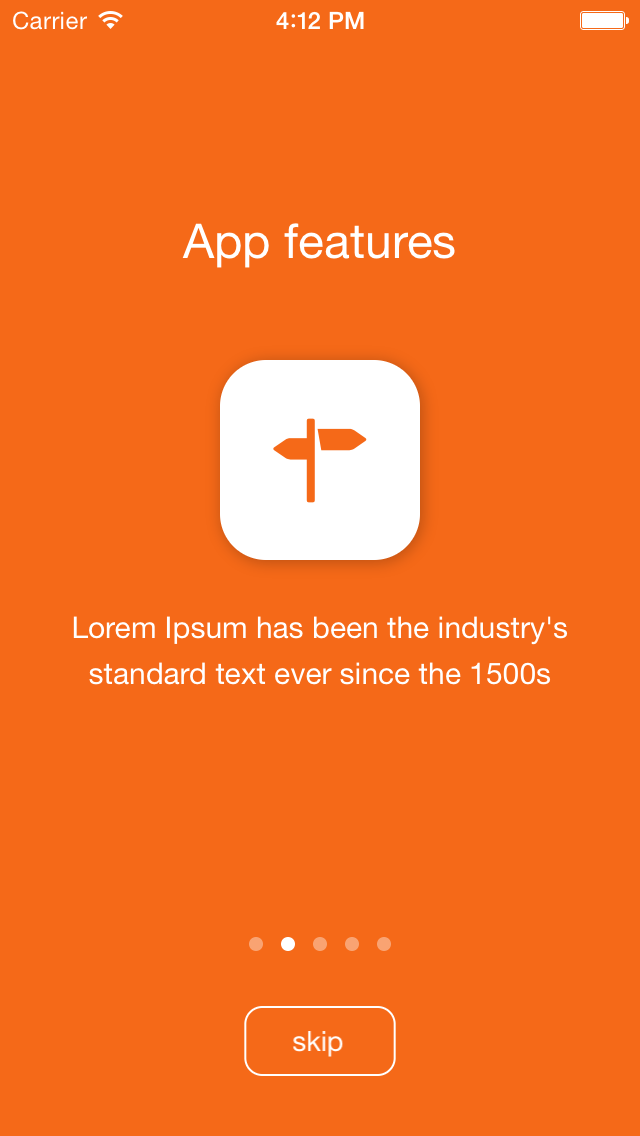 Carrier 4:12 PM
App features
Lorem Ipsum has been the industry's
standard text ever since the 1500s
skip